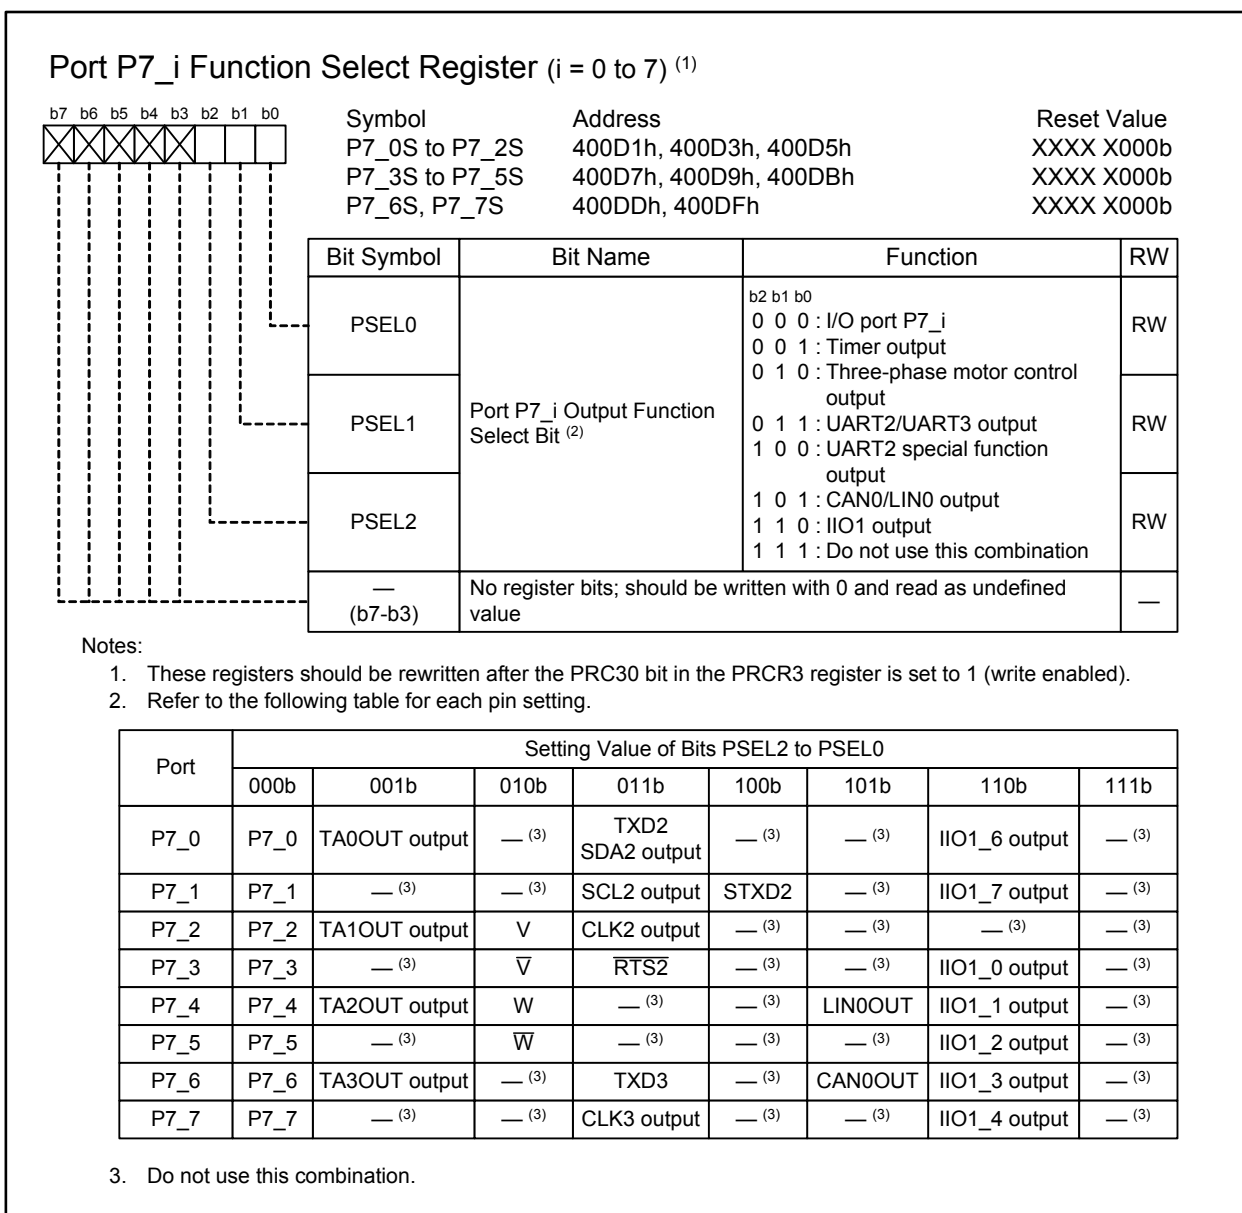 Port P7_i Function Select Register (i = 0 to 7) (1)
b7 b6 b5 b4 b3 b2 b1 b0
Symbol Address Reset Value
P7_0S to P7_2S 400D1h, 400D3h, 400D5h XXXX X000b
P7_3S to P7_5S 400D7h, 400D9h, 400DBh XXXX X000b
P7_6S, P7_7S 400DDh, 400DFh XXXX X000b
Bit Symbol Bit Name Function RW
PSEL0 RW
PSEL1 RW
PSEL2 RW
Port P7_i Output Function
Select Bit (2)
b2 b1 b0
0 0 0 : I/O port P7_i
0 0 1 : Timer output
0 1 0 : Three-phase motor control
output
0 1 1 : UART2/UART3 output
1 0 0 : UART2 special function
output
1 0 1 : CAN0/LIN0 output
1 1 0 : IIO1 output
1 1 1 : Do not use this combination
—
(b7-b3)
No register bits; should be written with 0 and read as undefined
value
—
Notes:
1. These registers should be rewritten after the PRC30 bit in the PRCR3 register is set to 1 (write enabled).
2. Refer to the following table for each pin setting.
Port Setting Value of Bits PSEL2 to PSEL0
000b 001b 010b 011b 100b 101b 110b 111b
P7_0 P7_0 TA0OUT output — (3) TXD2
SDA2 output — (3) — (3) IIO1_6 output — (3)
P7_1 P7_1 — (3) — (3) SCL2 output STXD2 — (3) IIO1_7 output — (3)
P7_2 P7_2 TA1OUT output V CLK2 output — (3) — (3) — (3) — (3)
P7_3 P7_3 — (3) V̅ R̅T̅S̅2̅ — (3) — (3) IIO1_0 output — (3)
P7_4 P7_4 TA2OUT output W — (3) — (3) LIN0OUT IIO1_1 output — (3)
P7_5 P7_5 — (3) W̅ — (3) — (3) — (3) IIO1_2 output — (3)
P7_6 P7_6 TA3OUT output — (3) TXD3 — (3) CAN0OUT IIO1_3 output — (3)
P7_7 P7_7 — (3) — (3) CLK3 output — (3) — (3) IIO1_4 output — (3)
3. Do not use this combination.